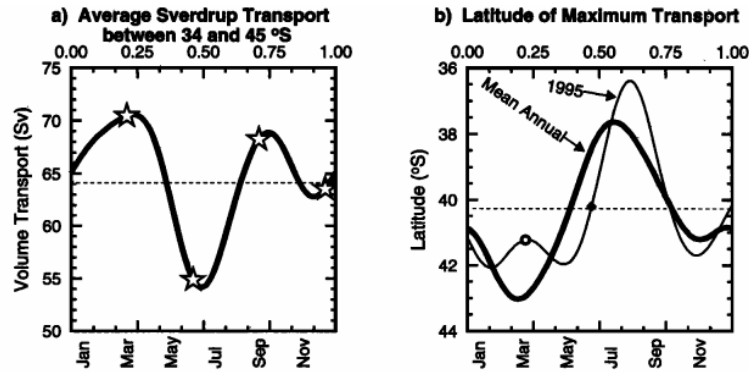 a) Average Sverdrup Transport
between 34 and 45 ºS
0.00 0.25 0.50 0.75 1.00
75
70
65
60
55
50
Volume Transport (Sv)
Jan Mar May Jul Sep Nov
b) Latitude of Maximum Transport
0.00 0.25 0.50 0.75 1.00
36
38
40
42
44
Latitude (ºS)
1995
Mean Annual
Jan Mar May Jul Sep Nov